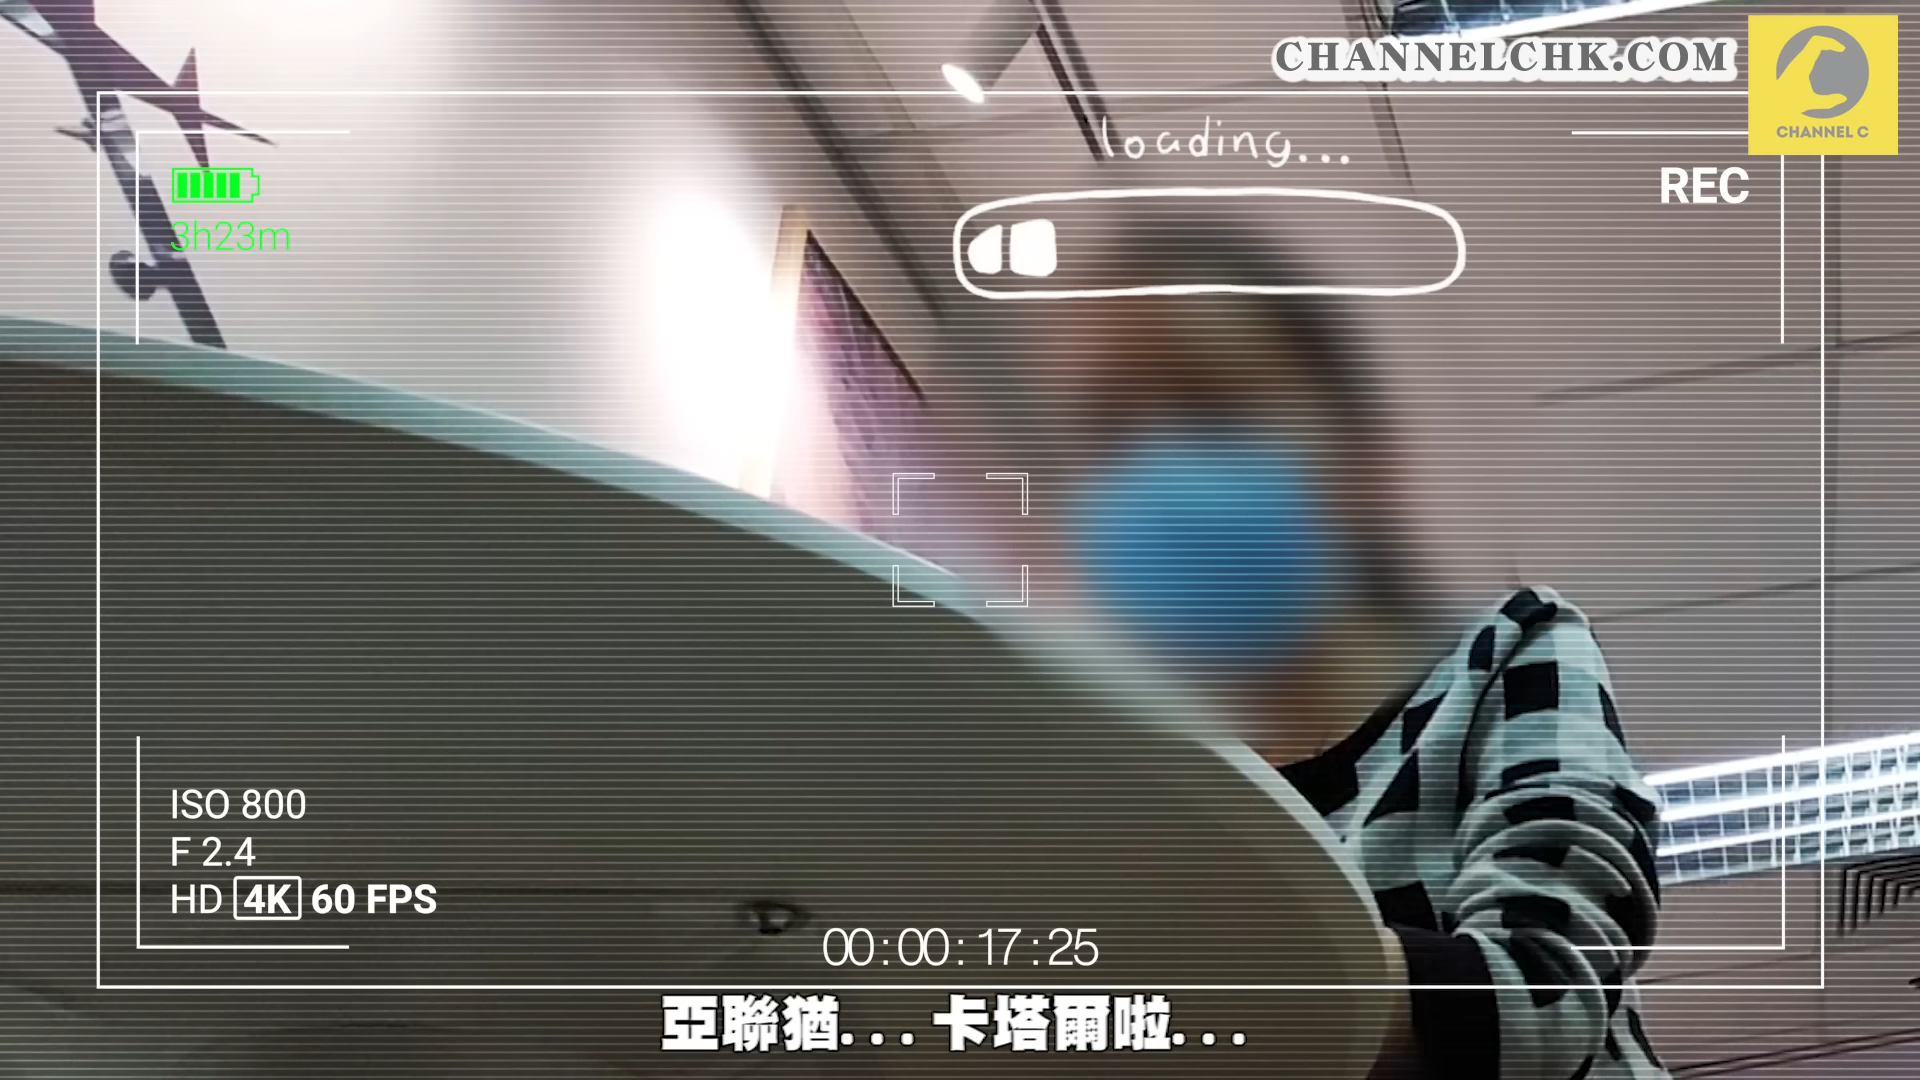 CHANNELCHK.COM
CHANNEL C
loading...
3h23m
REC
ISO 800
F 2.4
HD 4K 60 FPS
00:00:17:25
亞聯猶...卡塔爾啦...